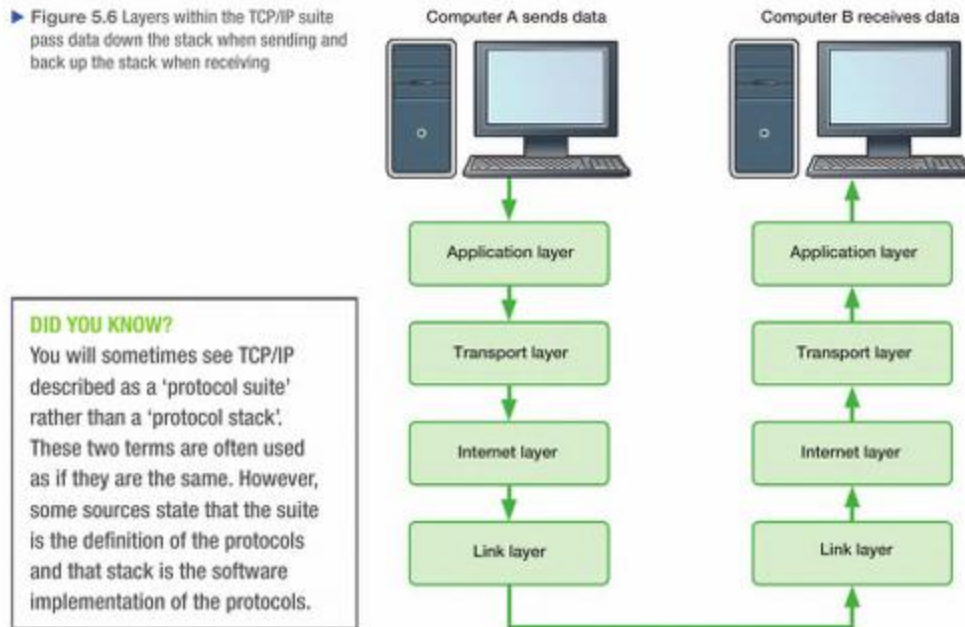 ▶ Figure 5.6 Layers within the TCP/IP suite
pass data down the stack when sending and
back up the stack when receiving
Computer A sends data
Computer B receives data
Application layer
Transport layer
Internet layer
Link layer
Application layer
Transport layer
Internet layer
Link layer
DID YOU KNOW?
You will sometimes see TCP/IP
described as a ‘protocol suite’
rather than a ‘protocol stack’.
These two terms are often used
as if they are the same. However,
some sources state that the suite
is the definition of the protocols
and that stack is the software
implementation of the protocols.